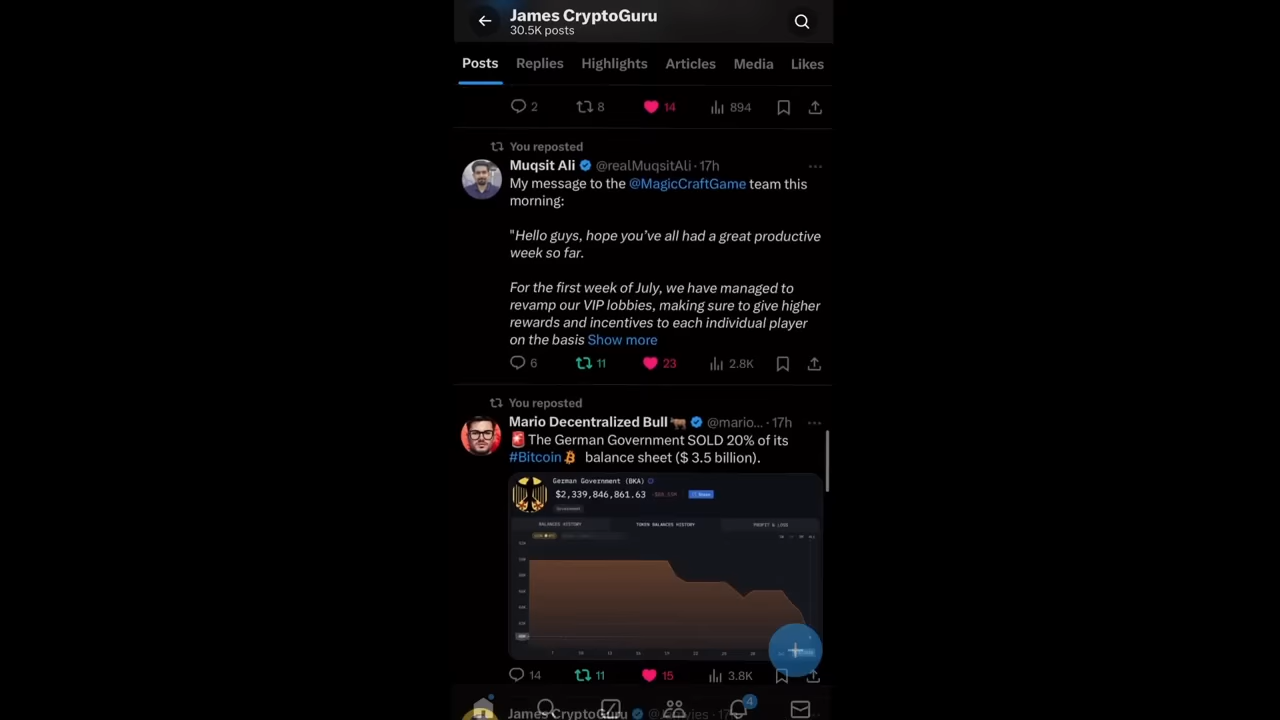 James CryptoGuru
30.5K posts
Posts Replies Highlights Articles Media Likes
2 8 14 894
You reposted
Muqsit Ali @realMuqsitAli · 17h
My message to the @MagicCraftGame team this
morning:
"Hello guys, hope you've all had a great productive
week so far.
For the first week of July, we have managed to
revamp our VIP lobbies, making sure to give higher
rewards and incentives to each individual player
on the basis Show more
6 11 23 2.8K
You reposted
Mario Decentralized Bull🐂 @mario... · 17h
🚨The German Government SOLD 20% of its
#Bitcoin balance sheet ($ 3.5 billion).
German Government (BKA)
$2,339,846,861.63
Government
BALANCES HISTORY TOKEN BALANCES HISTORY PROFIT & LOSS
14 11 15 3.8K
4
James CryptoGuru